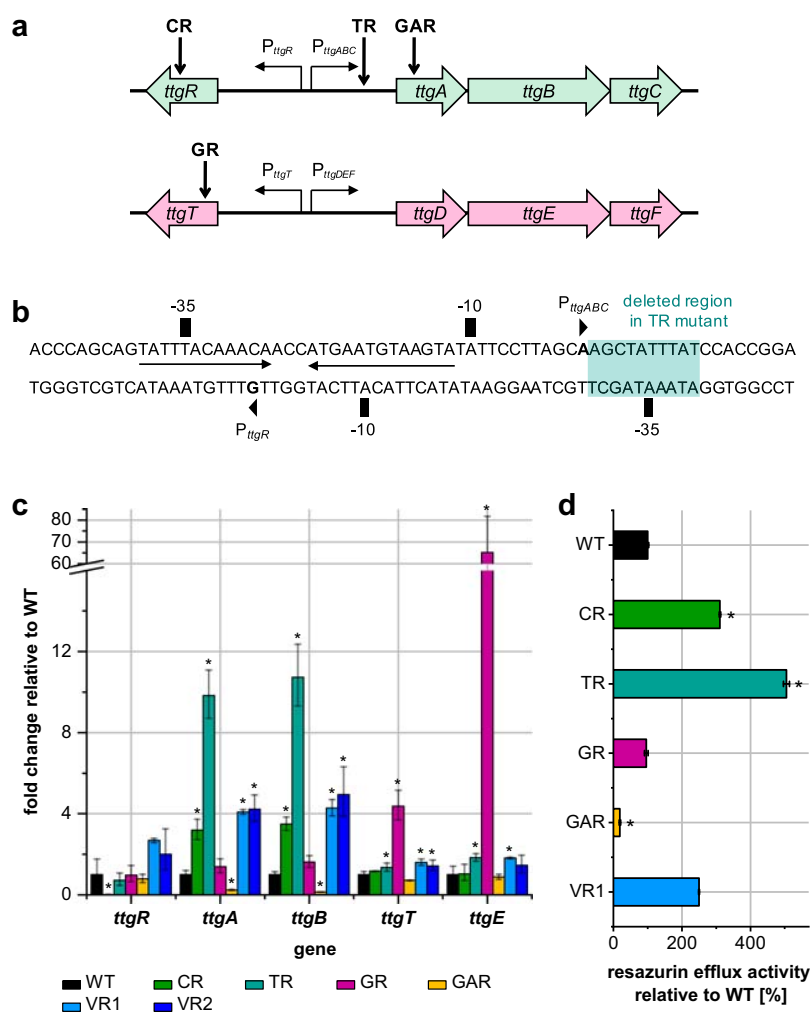 a
CR TR GAR
PttgR PttgABC
ttgR ttgA ttgB ttgC
GR
PttgT PttgDEF
ttgT ttgD ttgE ttgF
b
-35 -10 PttgABC deleted region
in TR mutant
ACCCAGCAGTATTTACAAACAACCATGAATGTAAGTATATTCCTTAGCAAGCTATTTATCCACCGGA
TGGGTCGTCATAAATGTTTGTTGGTACTTACATTCATATAAGGAATCGTTCGATAAATAGGTGGCCT
PttgR -10 -35
c
fold change relative to WT
80
70
60
12
8
4
0
* * * * * * * * * * * * * * * * * * *
ttgR ttgA ttgB ttgT ttgE
gene
WT CR TR GR GAR
VR1 VR2
d
WT
CR *
TR *
GR
GAR *
VR1
0 200 400
resazurin efflux activity
relative to WT [%]